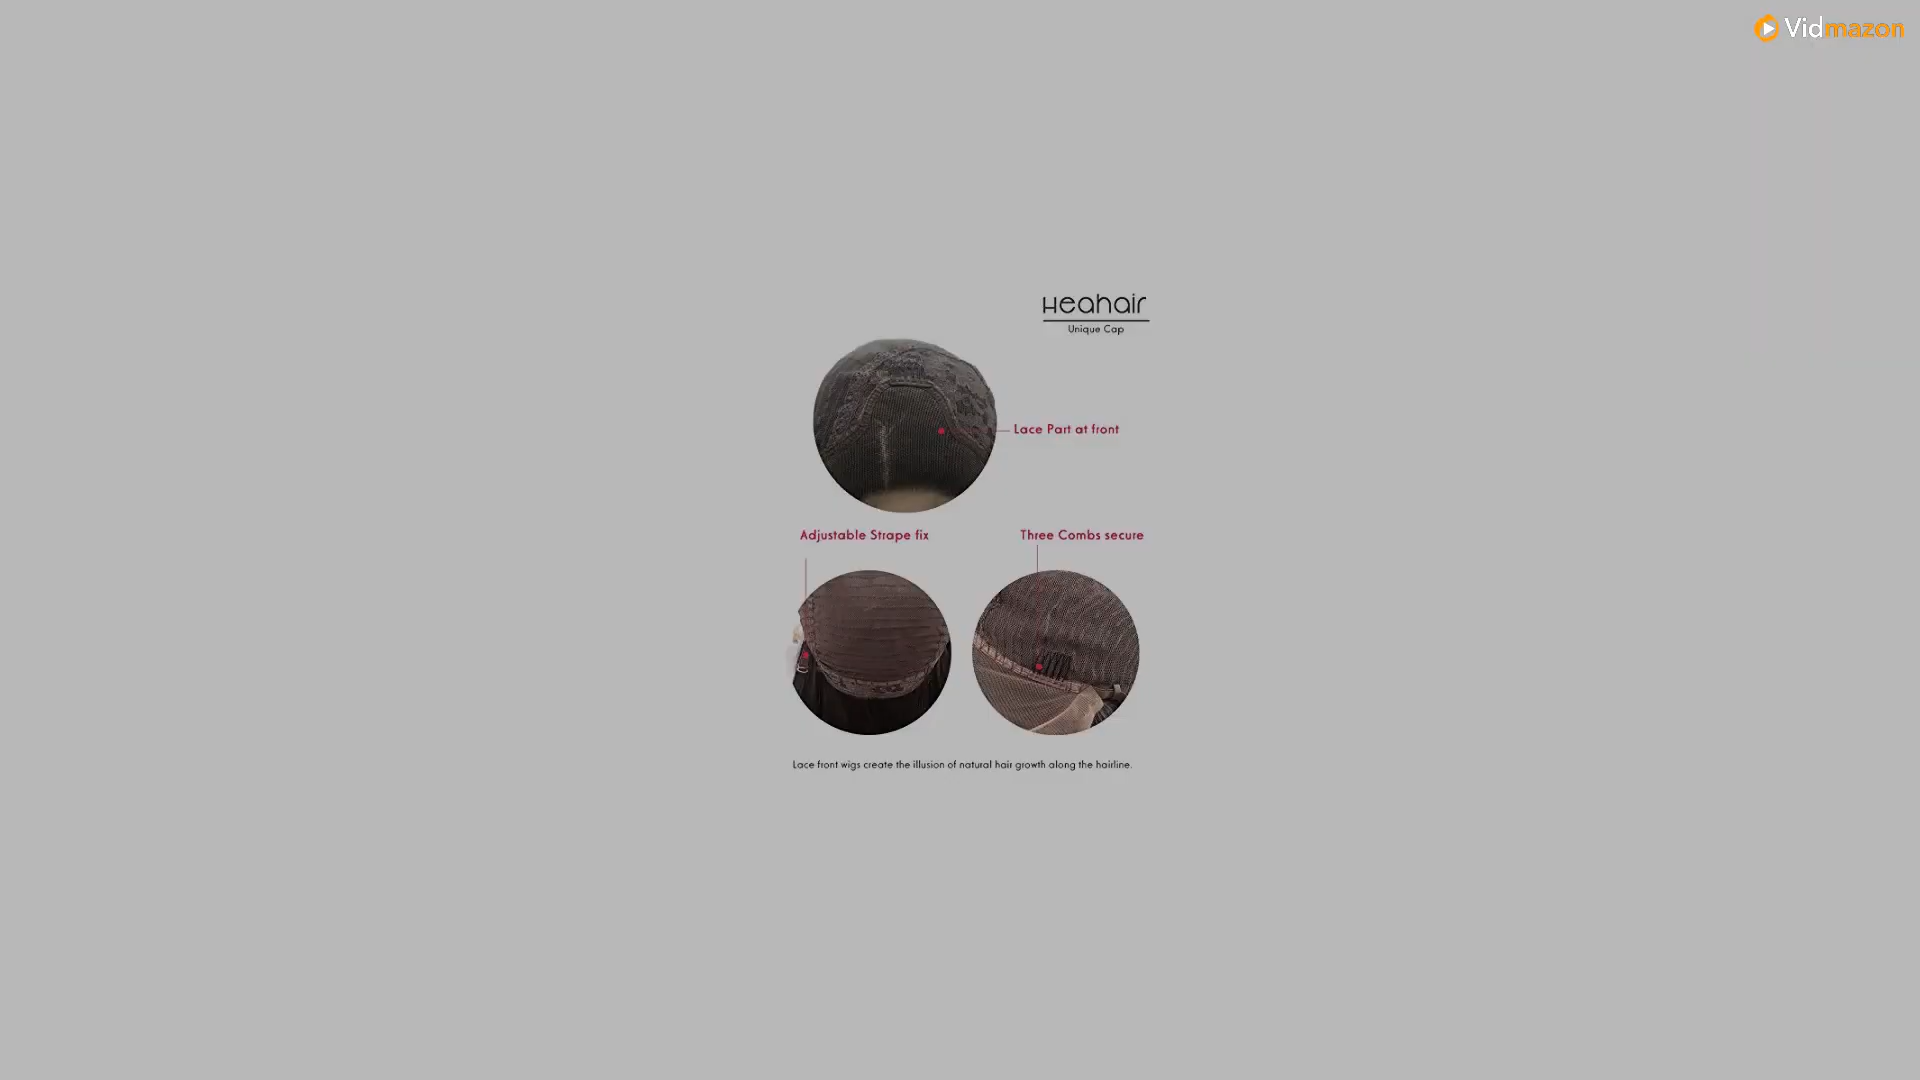 Vidmazon
Heahair
Unique Cap
Lace Part at front
Adjustable Strape fix
Three Combs secure
Lace front wigs create the illusion of natural hair growth along the hairline.